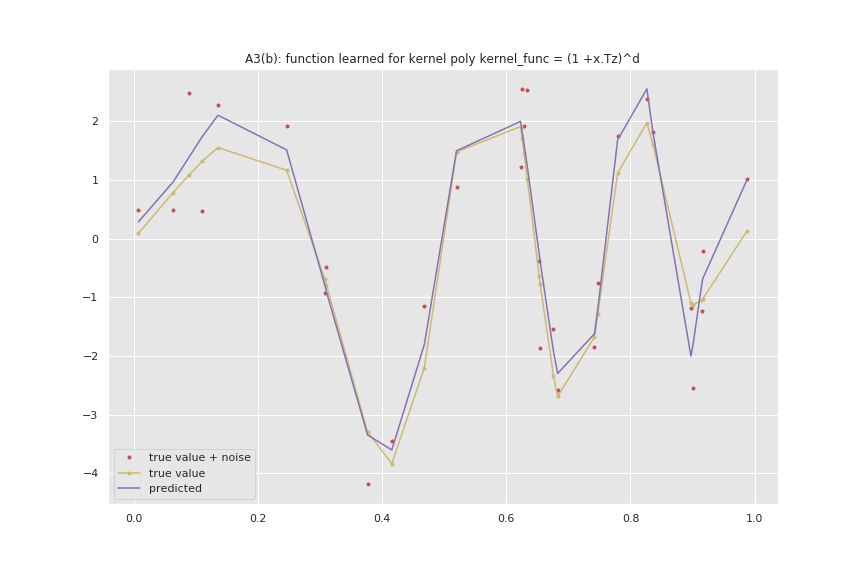 A3(b): function learned for kernel poly kernel_func = (1 +x.Tz)^d
2
1
0
−1
−2
−3
−4
true value + noise
true value
predicted
0.0 0.2 0.4 0.6 0.8 1.0